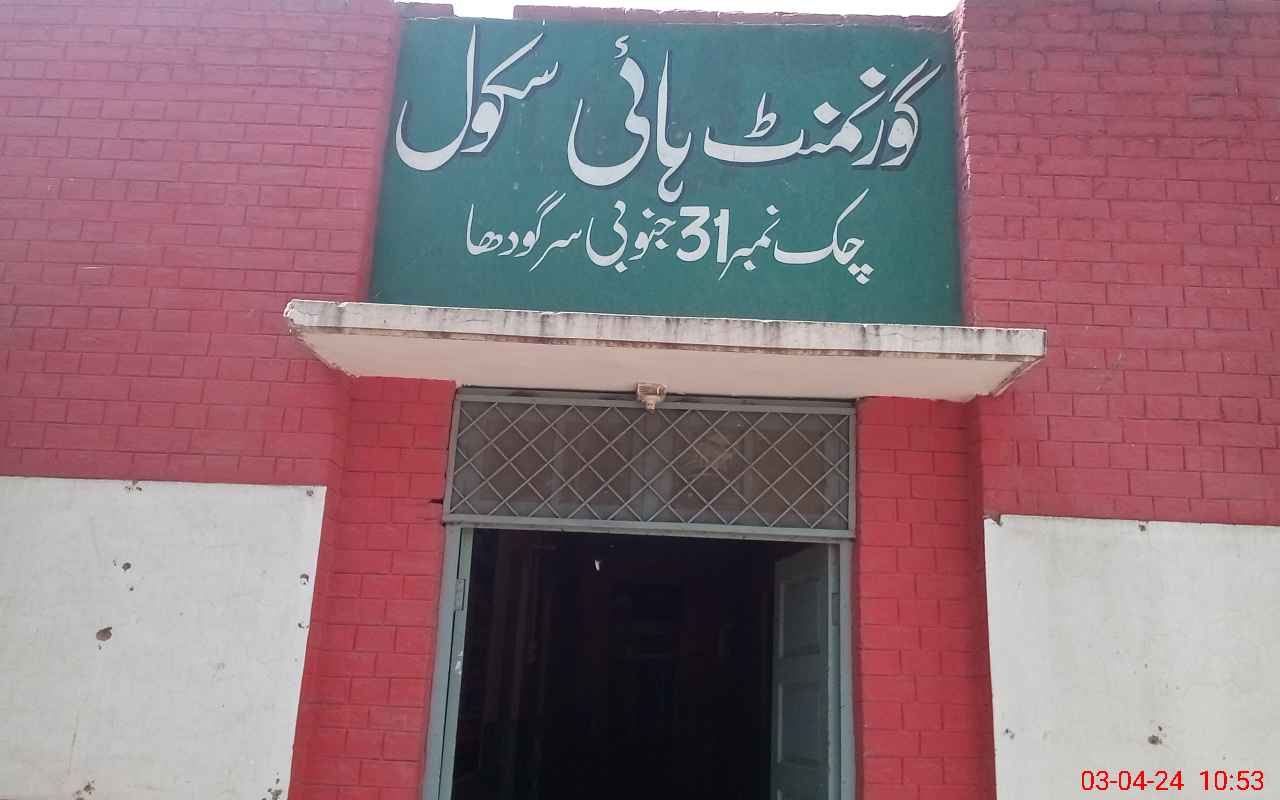 گورنمنٹ ہائی سکول
چک نمبر 31 جنوبی سرگودھا
03-04-24 10:53